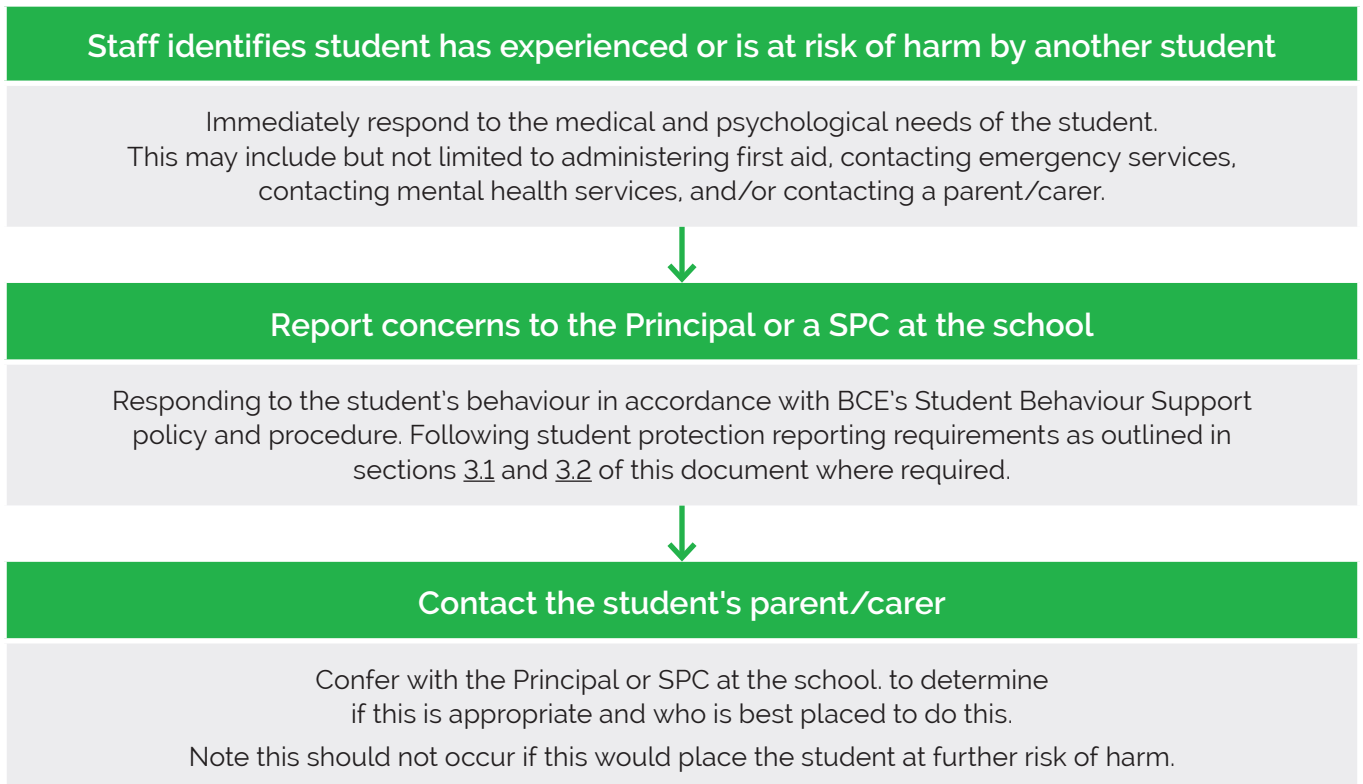 Staff identifies student has experienced or is at risk of harm by another student
Immediately respond to the medical and psychological needs of the student.
This may include but not limited to administering first aid, contacting emergency services,
contacting mental health services, and/or contacting a parent/carer.
Report concerns to the Principal or a SPC at the school
Responding to the student’s behaviour in accordance with BCE’s Student Behaviour Support
policy and procedure. Following student protection reporting requirements as outlined in
sections 3.1 and 3.2 of this document where required.
Contact the student's parent/carer
Confer with the Principal or SPC at the school. to determine
if this is appropriate and who is best placed to do this.
Note this should not occur if this would place the student at further risk of harm.